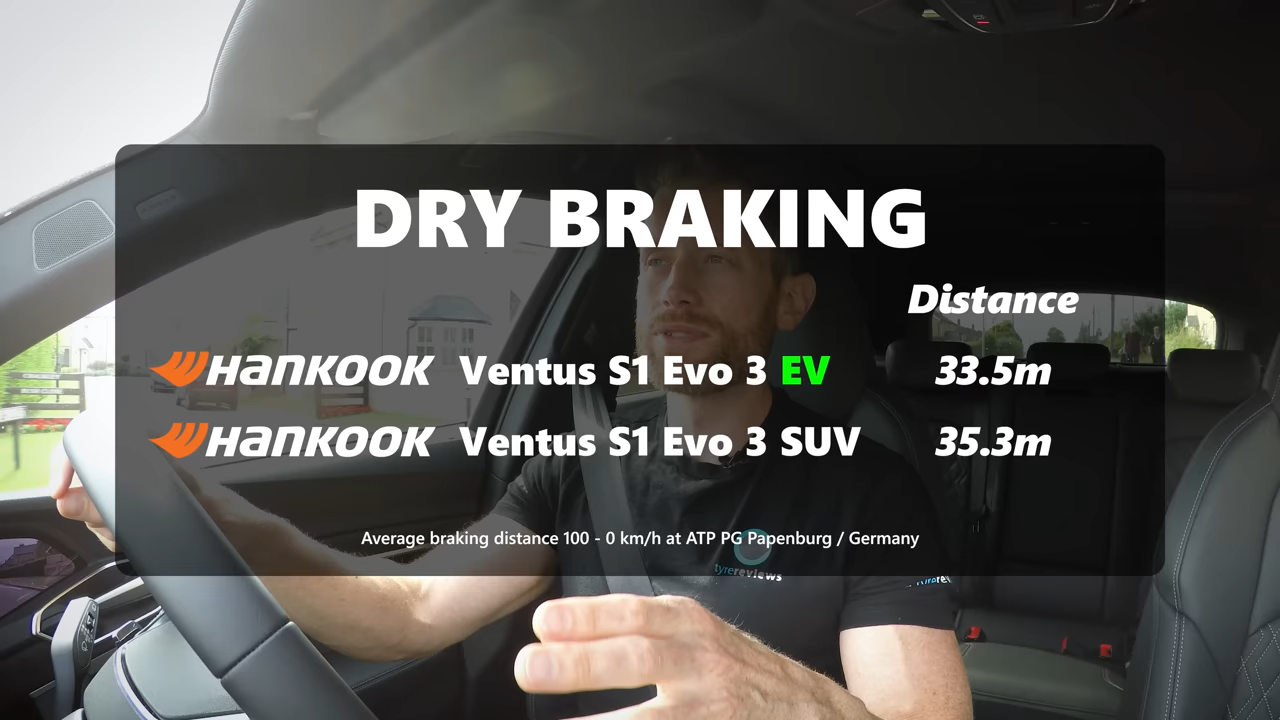 DRY BRAKING
Distance
HANKOOK Ventus S1 Evo 3 EV 33.5m
HANKOOK Ventus S1 Evo 3 SUV 35.3m
Average braking distance 100 - 0 km/h at ATP PG Papenburg / Germany
tyrereviews